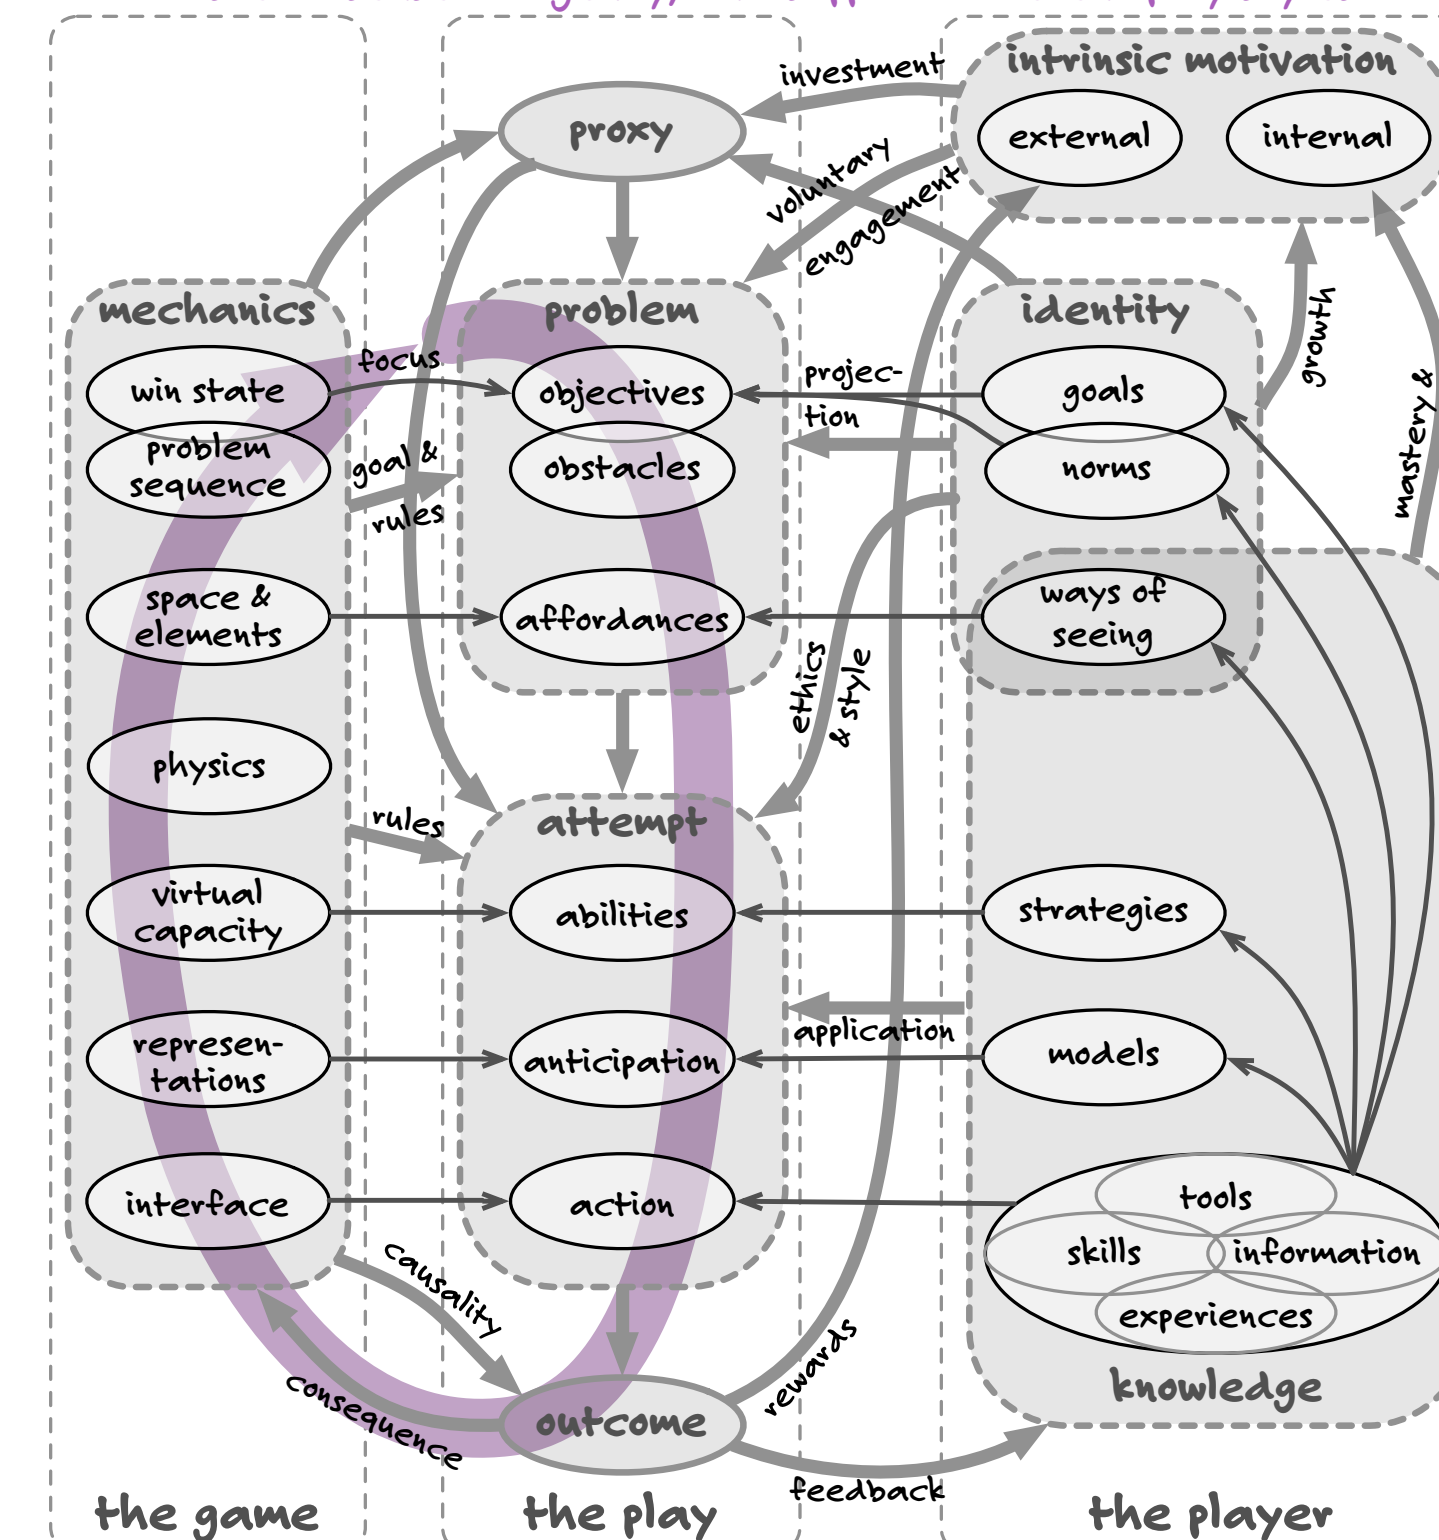 intrinsic motivation
investment
external
internal
proxy
voluntary
engagement
mechanics
problem
identity
growth
win state
focus
objectives
projec-
tion
goals
mastery &
problem
sequence
goal &
rules
obstacles
norms
space &
elements
affordances
ways of
seeing
ethics
& style
physics
rules
attempt
virtual
capacity
abilities
strategies
represen-
tations
anticipation
application
models
interface
action
tools
skills
information
experiences
causality
consequence
outcome
rewards
knowledge
feedback
the game
the play
the player